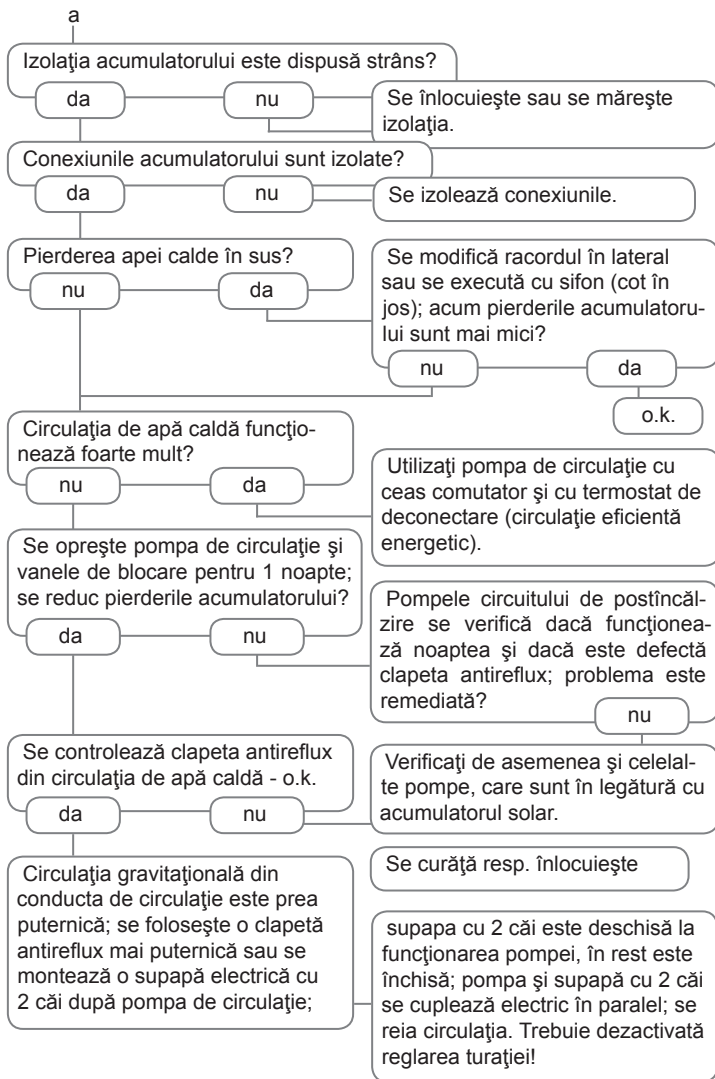 a
Izolaţia acumulatorului este dispusă strâns?
da
nu
Se înlocuieşte sau se măreşte
izolaţia.
Conexiunile acumulatorului sunt izolate?
da
nu
Se izolează conexiunile.
Pierderea apei calde în sus?
nu
da
Se modifică racordul în lateral
sau se execută cu sifon (cot în
jos); acum pierderile acumulatoru-
lui sunt mai mici?
nu
da
o.k.
Circulaţia de apă caldă funcţio-
nează foarte mult?
nu
da
Utilizaţi pompa de circulaţie cu
ceas comutator şi cu termostat de
deconectare (circulaţie eficientă
energetic).
Se opreşte pompa de circulaţie şi
vanele de blocare pentru 1 noapte;
se reduc pierderile acumulatorului?
da
nu
Pompele circuitului de postîncăl-
zire se verifică dacă funcţionea-
ză noaptea şi dacă este defectă
clapeta antireflux; problema este
remediată?
nu
Se controlează clapeta antireflux
din circulaţia de apă caldă - o.k.
da
nu
Verificaţi de asemenea şi celelal-
te pompe, care sunt în legătură cu
acumulatorul solar.
Se curăţă resp. înlocuieşte
Circulaţia gravitaţională din
conducta de circulaţie este prea
puternică; se foloseşte o clapetă
antireflux mai puternică sau se
montează o supapă electrică cu
2 căi după pompa de circulaţie;
supapa cu 2 căi este deschisă la
funcţionarea pompei, în rest este
închisă; pompa şi supapă cu 2 căi
se cuplează electric în paralel; se
reia circulaţia. Trebuie dezactivată
reglarea turaţiei!